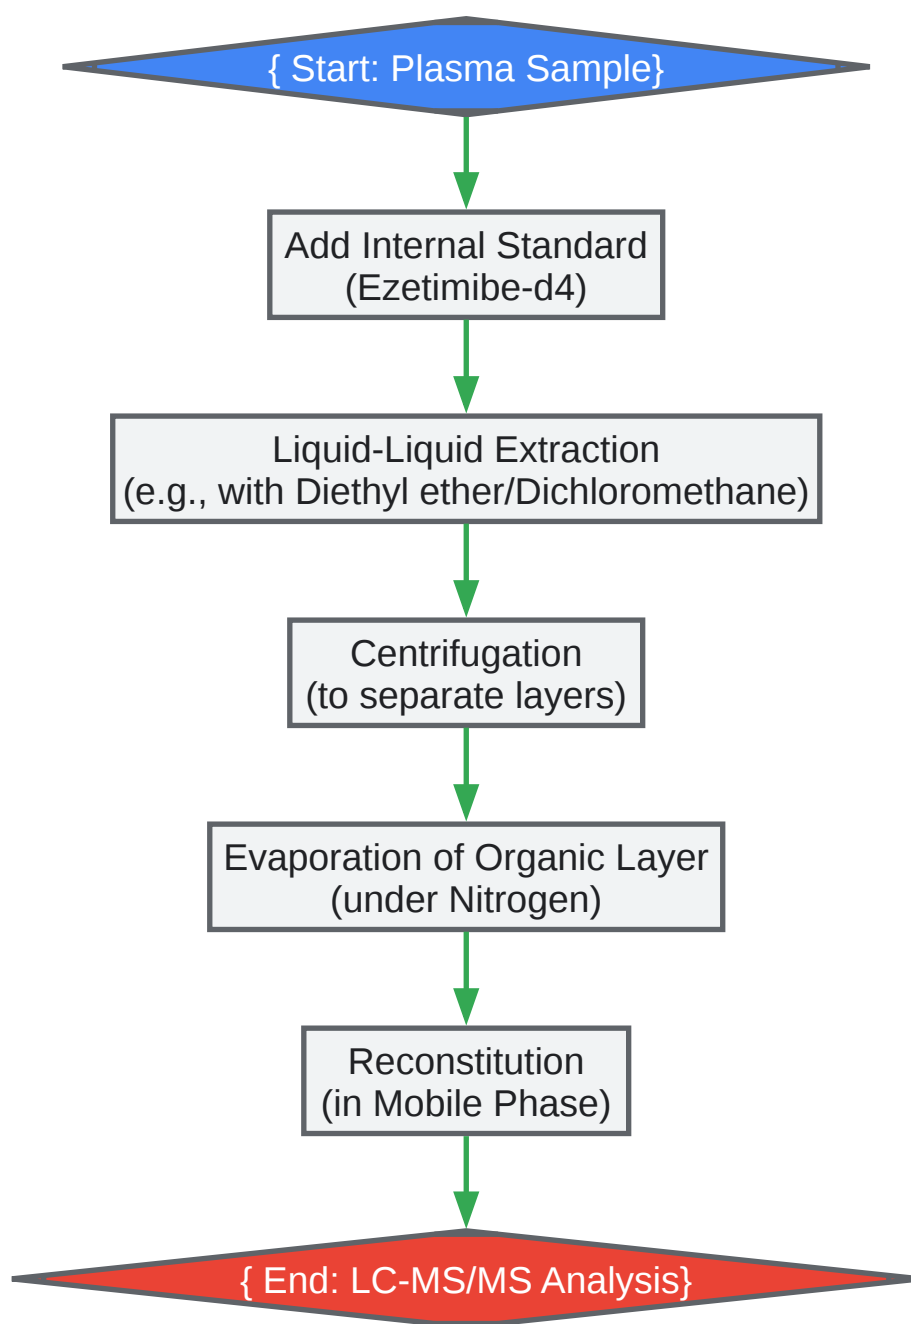 { Start: Plasma Sample}
Add Internal Standard
(Ezetimibe-d4)
Liquid-Liquid Extraction
(e.g., with Diethyl ether/Dichloromethane)
Centrifugation
(to separate layers)
Evaporation of Organic Layer
(under Nitrogen)
Reconstitution
(in Mobile Phase)
{ End: LC-MS/MS Analysis}